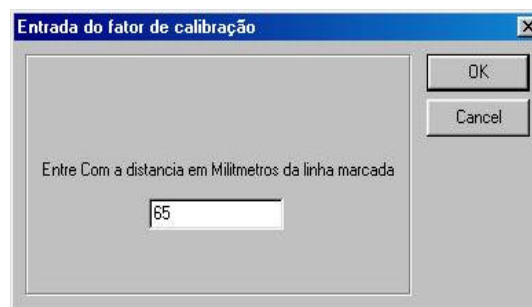 Entrada do fator de calibração
OK
Cancel
Entre Com a distancia em Militmetros da linha marcada
65